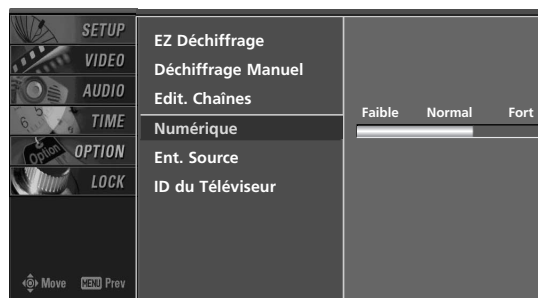 SETUP
VIDEO
AUDIO
TIME
OPTION
LOCK
Move MENU Prev
EZ Déchiffrage
Déchiffrage Manuel
Edit. Chaînes
Numérique
Ent. Source
ID du Téléviseur
Faible Normal Fort